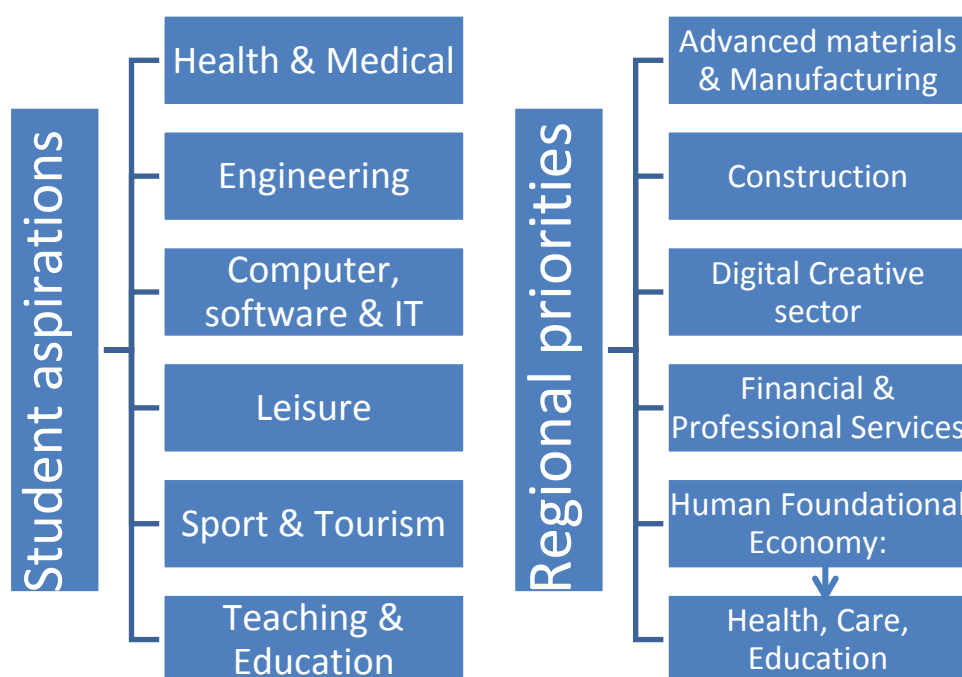 Student aspirations
Health & Medical
Engineering
Computer,
software & IT
Leisure
Sport & Tourism
Teaching &
Education
Regional priorities
Advanced materials
& Manufacturing
Construction
Digital Creative
sector
Financial &
Professional Services
Human Foundational
Economy:
Health, Care,
Education